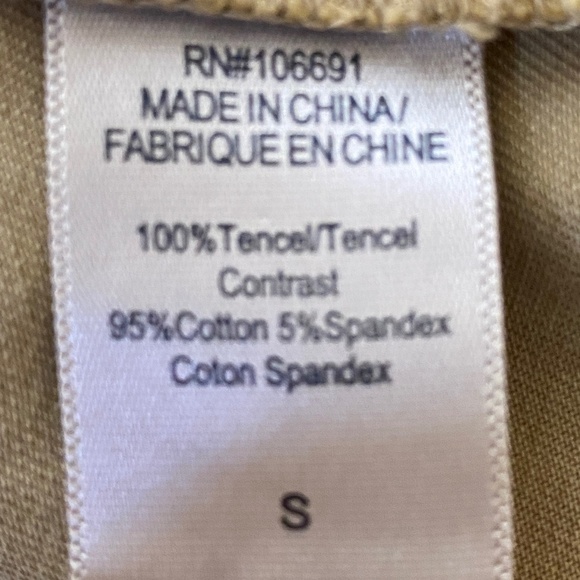 RN#106691
MADE IN CHINA/
FABRIQUE EN CHINE
100%Tencel/Tencel
Contrast
95%Cotton 5%Spandex
Coton Spandex
S